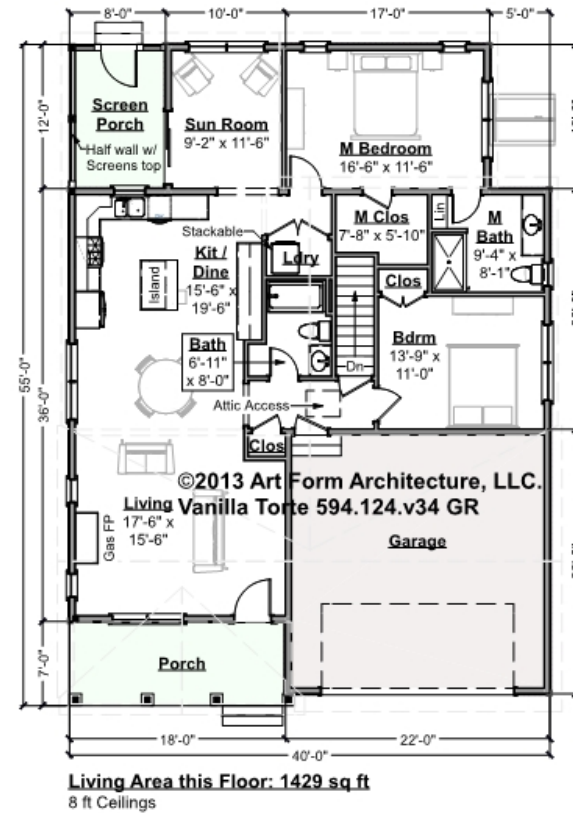 8'-0"
10'-0"
17'-0"
5'-0"
12'-0"
Screen
Porch
Half wall w/
Screens top
Sun Room
9'-2" x 11'-6"
M Bedroom
16'-6" x 11'-6"
Stackable
Kit /
Dine
15'-6" x
19'-6"
Island
Ldry
M Clos
7'-8" x 5'-10"
Lin
M
Bath
9'-4" x
8'-1"
Clos
Bath
6'-11"
x 8'-0"
Dn
Bdrm
13'-9" x
11'-0"
55'-0"
36'-0"
Attic Access
Clos
©2013 Art Form Architecture, LLC.
Vanilla Torte 594.124.v34 GR
Living
17'-6" x
15'-6"
Gas FP
Garage
7'-0"
Porch
18'-0"
22'-0"
40'-0"
Living Area this Floor: 1429 sq ft
8 ft Ceilings